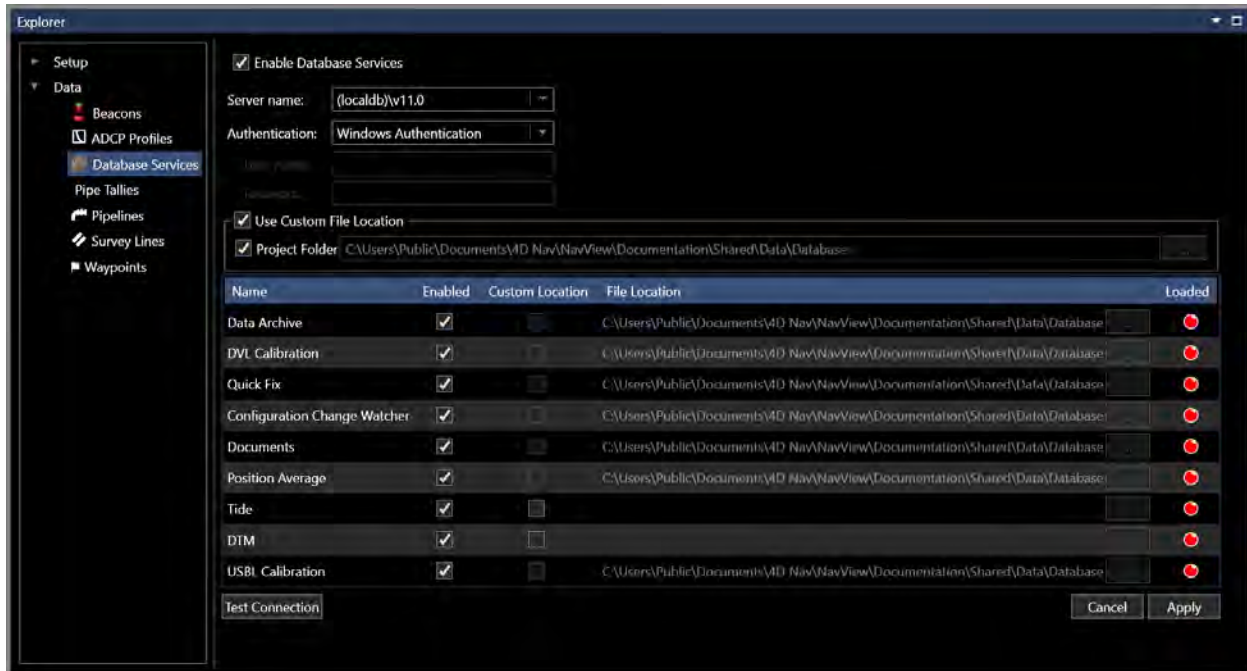 Explorer
Setup
Data
Beacons
ADCP Profiles
Database Services
Pipe Tallies
Pipelines
Survey Lines
Waypoints
Enable Database Services
Server name: (localdb)\v11.0
Authentication: Windows Authentication
Use Custom File Location
Project Folder C:\Users\Public\Documents\4D Nav\NavView\Documentation\Shared\Data\Database
Name Enabled Custom Location File Location Loaded
Data Archive C:\Users\Public\Documents\4D Nav\NavView\Documentation\Shared\Data\Database
DVL Calibration C:\Users\Public\Documents\4D Nav\NavView\Documentation\Shared\Data\Database
Quick Fix C:\Users\Public\Documents\4D Nav\NavView\Documentation\Shared\Data\Database
Configuration Change Watcher C:\Users\Public\Documents\4D Nav\NavView\Documentation\Shared\Data\Database
Documents C:\Users\Public\Documents\4D Nav\NavView\Documentation\Shared\Data\Database
Position Average C:\Users\Public\Documents\4D Nav\NavView\Documentation\Shared\Data\Database
Tide
DTM
USBL Calibration C:\Users\Public\Documents\4D Nav\NavView\Documentation\Shared\Data\Database
Test Connection Cancel Apply